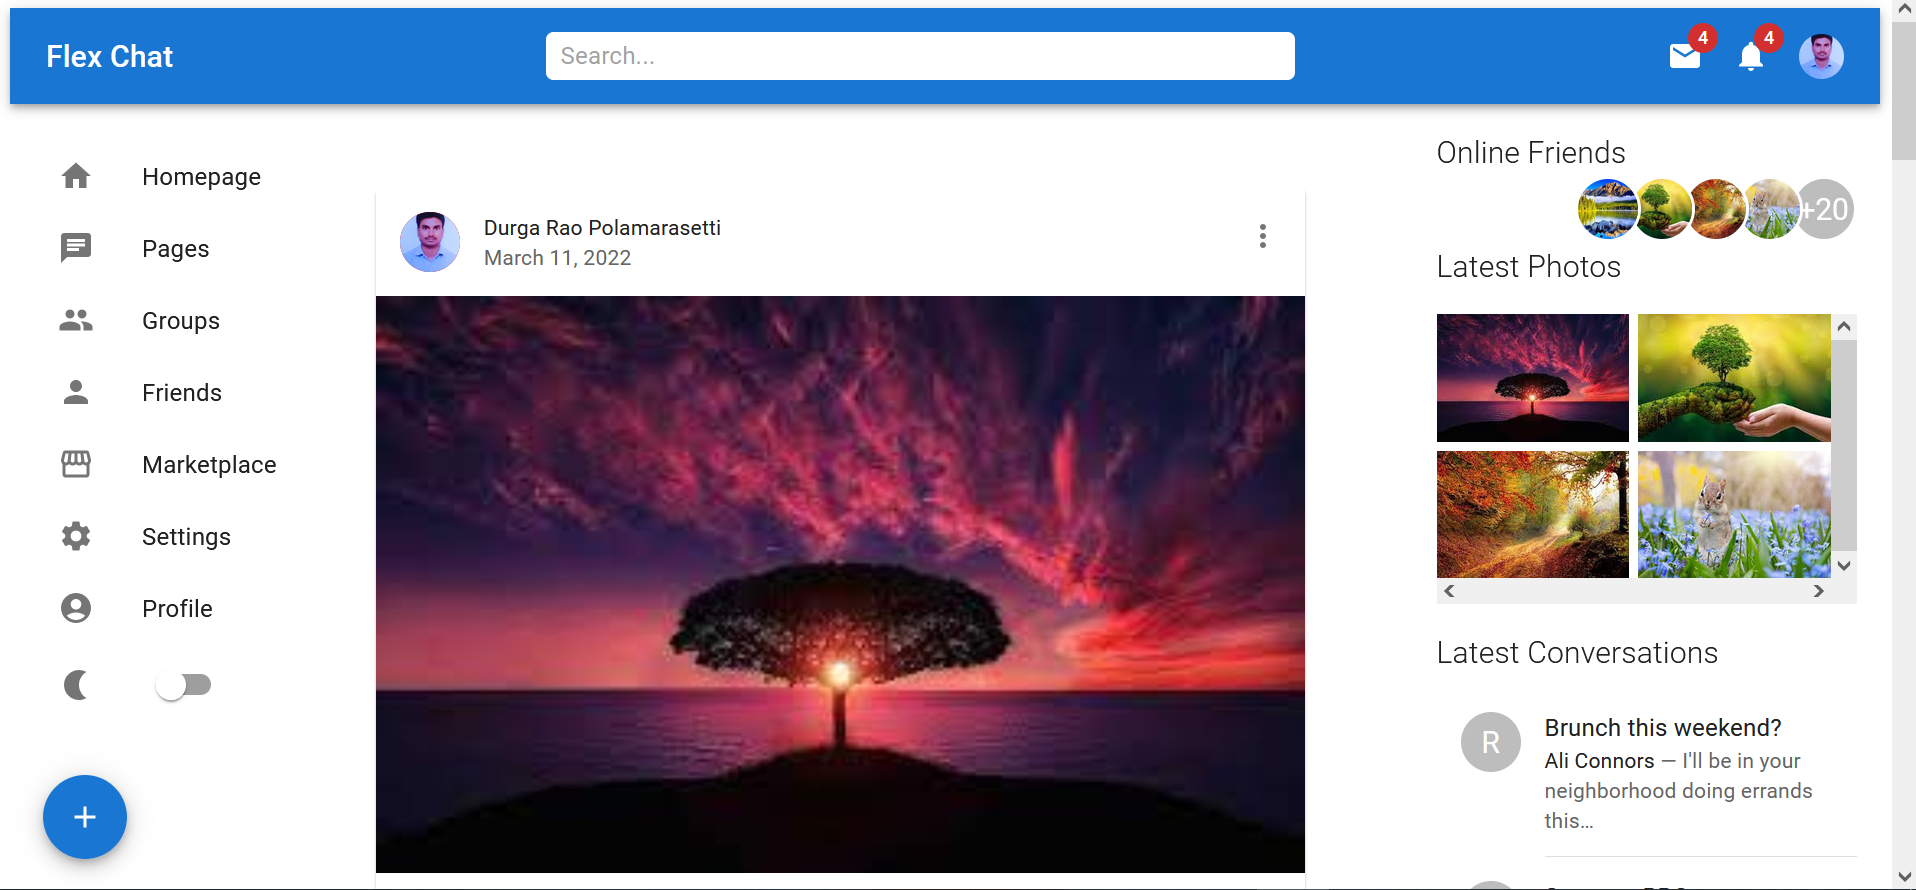 Flex Chat
Search...
4
4
Homepage
Pages
Groups
Friends
Marketplace
Settings
Profile
Durga Rao Polamarasetti
March 11, 2022
Online Friends
+20
Latest Photos
Latest Conversations
R
Brunch this weekend?
Ali Connors — I'll be in your
neighborhood doing errands
this…